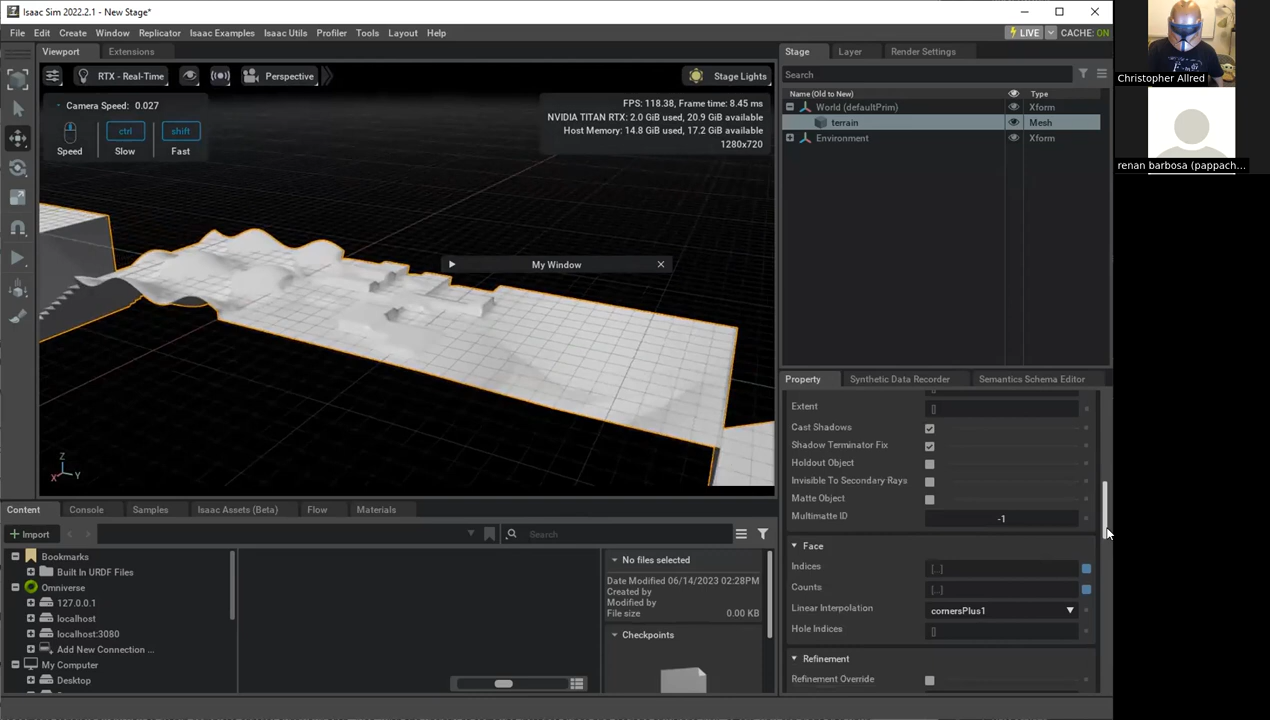 Isaac Sim 2022.2.1 - New Stage*
File Edit Create Window Replicator Isaac Examples Isaac Utils Profiler Tools Layout Help
LIVE CACHE: ON
Viewport Extensions
RTX - Real-Time Perspective Stage Lights
Camera Speed: 0.027
ctrl shift
Speed Slow Fast
FPS: 118.38, Frame time: 8.45 ms
NVIDIA TITAN RTX: 2.0 GiB used, 20.9 GiB available
Host Memory: 14.8 GiB used, 17.2 GiB available
1280x720
My Window
Z
X Y
Stage Layer Render Settings
Search
Name (Old to New) Type
World (defaultPrim) Xform
terrain Mesh
Environment Xform
Property Synthetic Data Recorder Semantics Schema Editor
Extent []
Cast Shadows
Shadow Terminator Fix
Holdout Object
Invisible To Secondary Rays
Matte Object
Multimatte ID -1
Face
Indices [...]
Counts [...]
Linear Interpolation cornersPlus1
Hole Indices []
Refinement
Refinement Override
Content Console Samples Isaac Assets (Beta) Flow Materials
+ Import Search
Bookmarks
Built In URDF Files
Omniverse
127.0.0.1
localhost
localhost:3080
Add New Connection ...
My Computer
Desktop
No files selected
Date Modified 06/14/2023 02:28PM
Created by
Modified by
File size 0.00 KB
Checkpoints
Christopher Allred
renan barbosa (pappach...